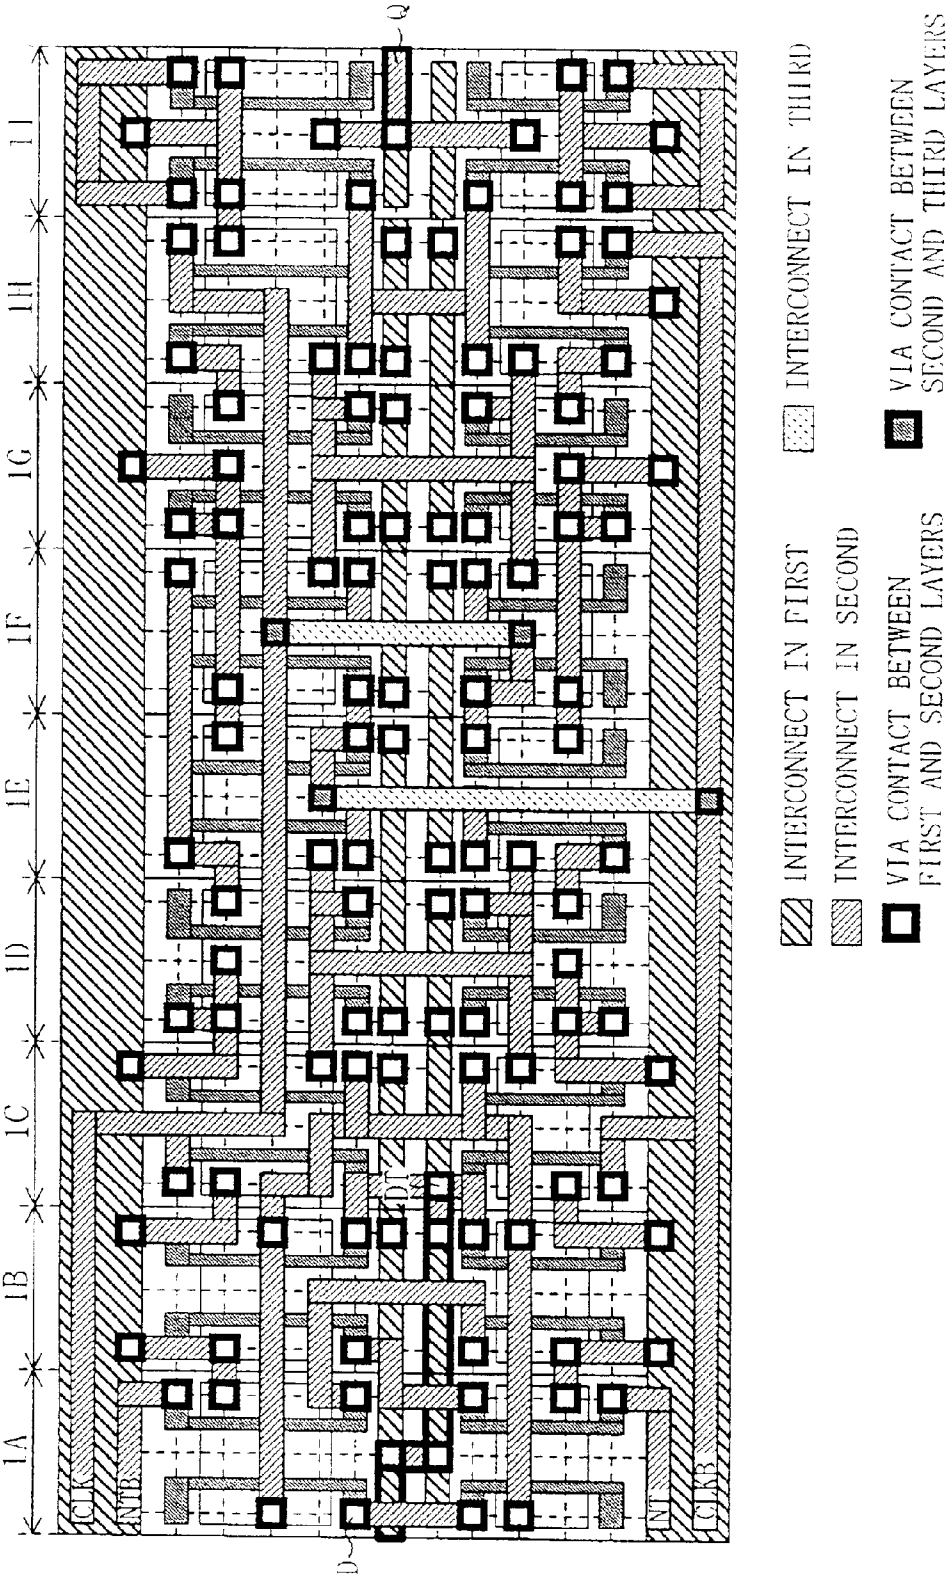 1A
1B
1C
1D
1E
1F
1G
1H
1I
CLK
NTB
D
DT
Q
NT
CLKB
INTERCONNECT IN FIRST
INTERCONNECT IN SECOND
INTERCONNECT IN THIRD
VIA CONTACT BETWEEN
FIRST AND SECOND LAYERS
VIA CONTACT BETWEEN
SECOND AND THIRD LAYERS